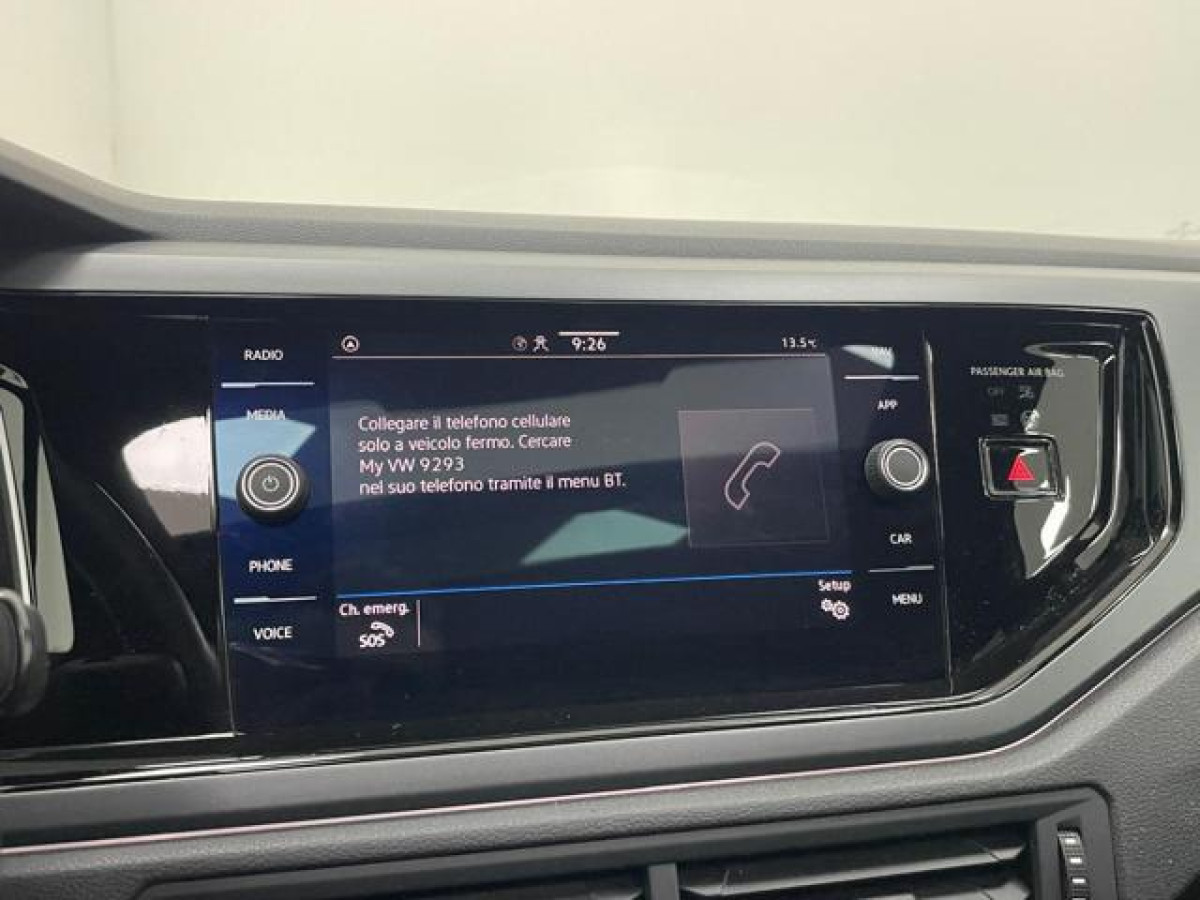 RADIO
MEDIA
PHONE
VOICE
9:26
13.5°C
Collegare il telefono cellulare
solo a veicolo fermo. Cercare
My VW 9293
nel suo telefono tramite il menu BT.
Ch. emerg.
SOS
Setup
APP
CAR
MENU
PASSENGER AIR BAG
OFF